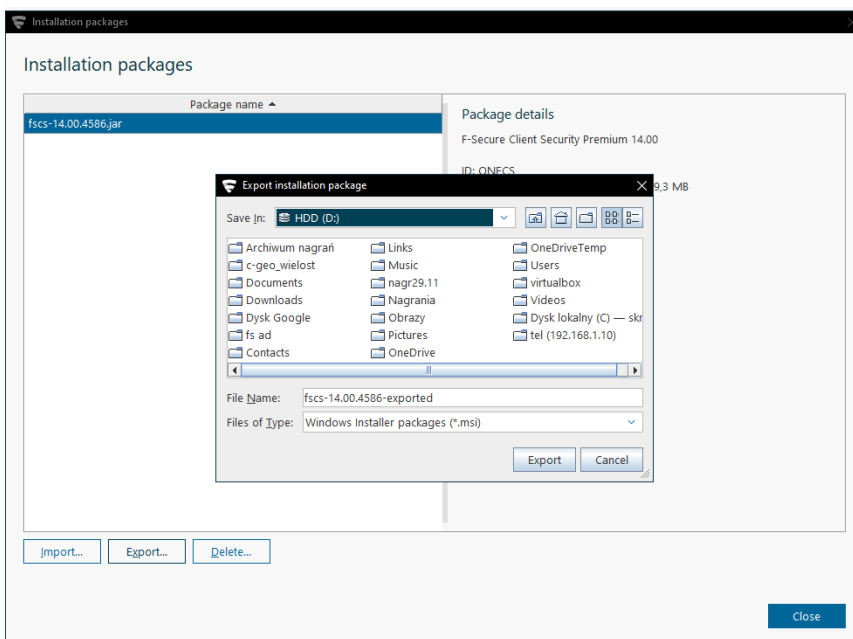 Installation packages
Installation packages
Package name
fscs-14.00.4586.jar
Package details
F-Secure Client Security Premium 14.00
ID: ONECS
9,3 MB
Export installation package
Save In: HDD (D:)
Archiwum nagrań Links OneDriveTemp
c-geo_wielost Music Users
Documents nagr29.11 virtualbox
Downloads Nagrania Videos
Dysk Google Obrazy Dysk lokalny (C) — skr
fs ad Pictures tel (192.168.1.10)
Contacts OneDrive
File Name: fscs-14.00.4586-exported
Files of Type: Windows Installer packages (*.msi)
Export Cancel
Import... Export... Delete...
Close